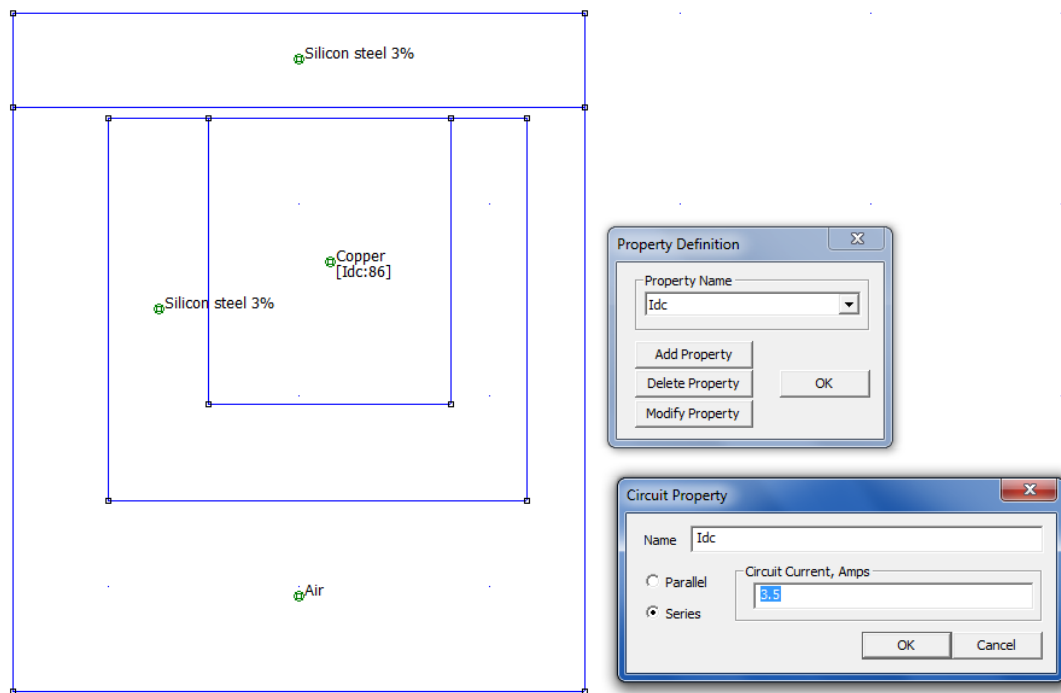 Silicon steel 3%
Copper
[Idc:86]
Silicon steel 3%
Air
Property Definition
Property Name
Idc
Add Property
Delete Property
OK
Modify Property
Circuit Property
Name
Idc
Parallel
Series
Circuit Current, Amps
3.5
OK
Cancel